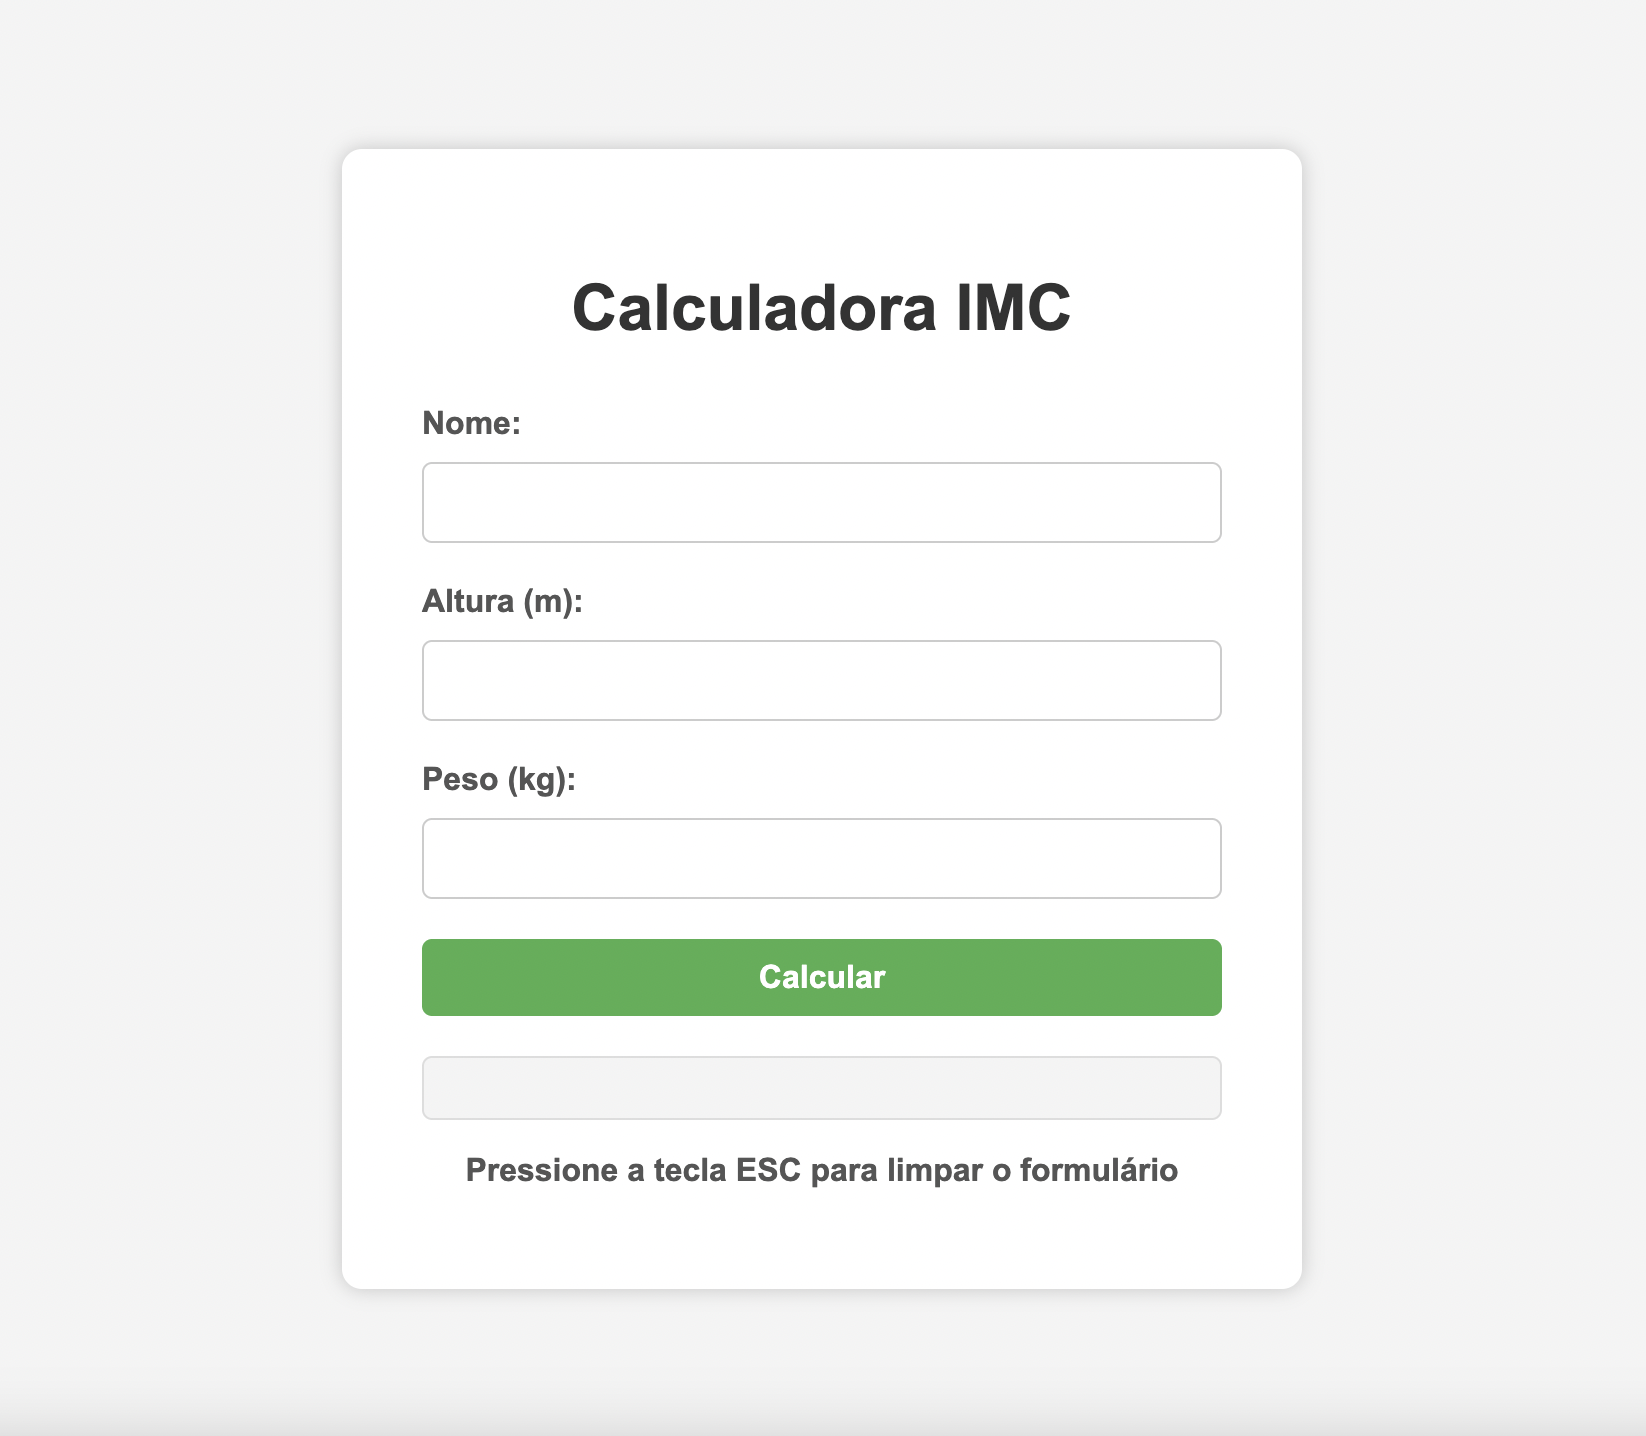 Calculadora IMC
Nome:
Altura (m):
Peso (kg):
Calcular
Pressione a tecla ESC para limpar o formulário